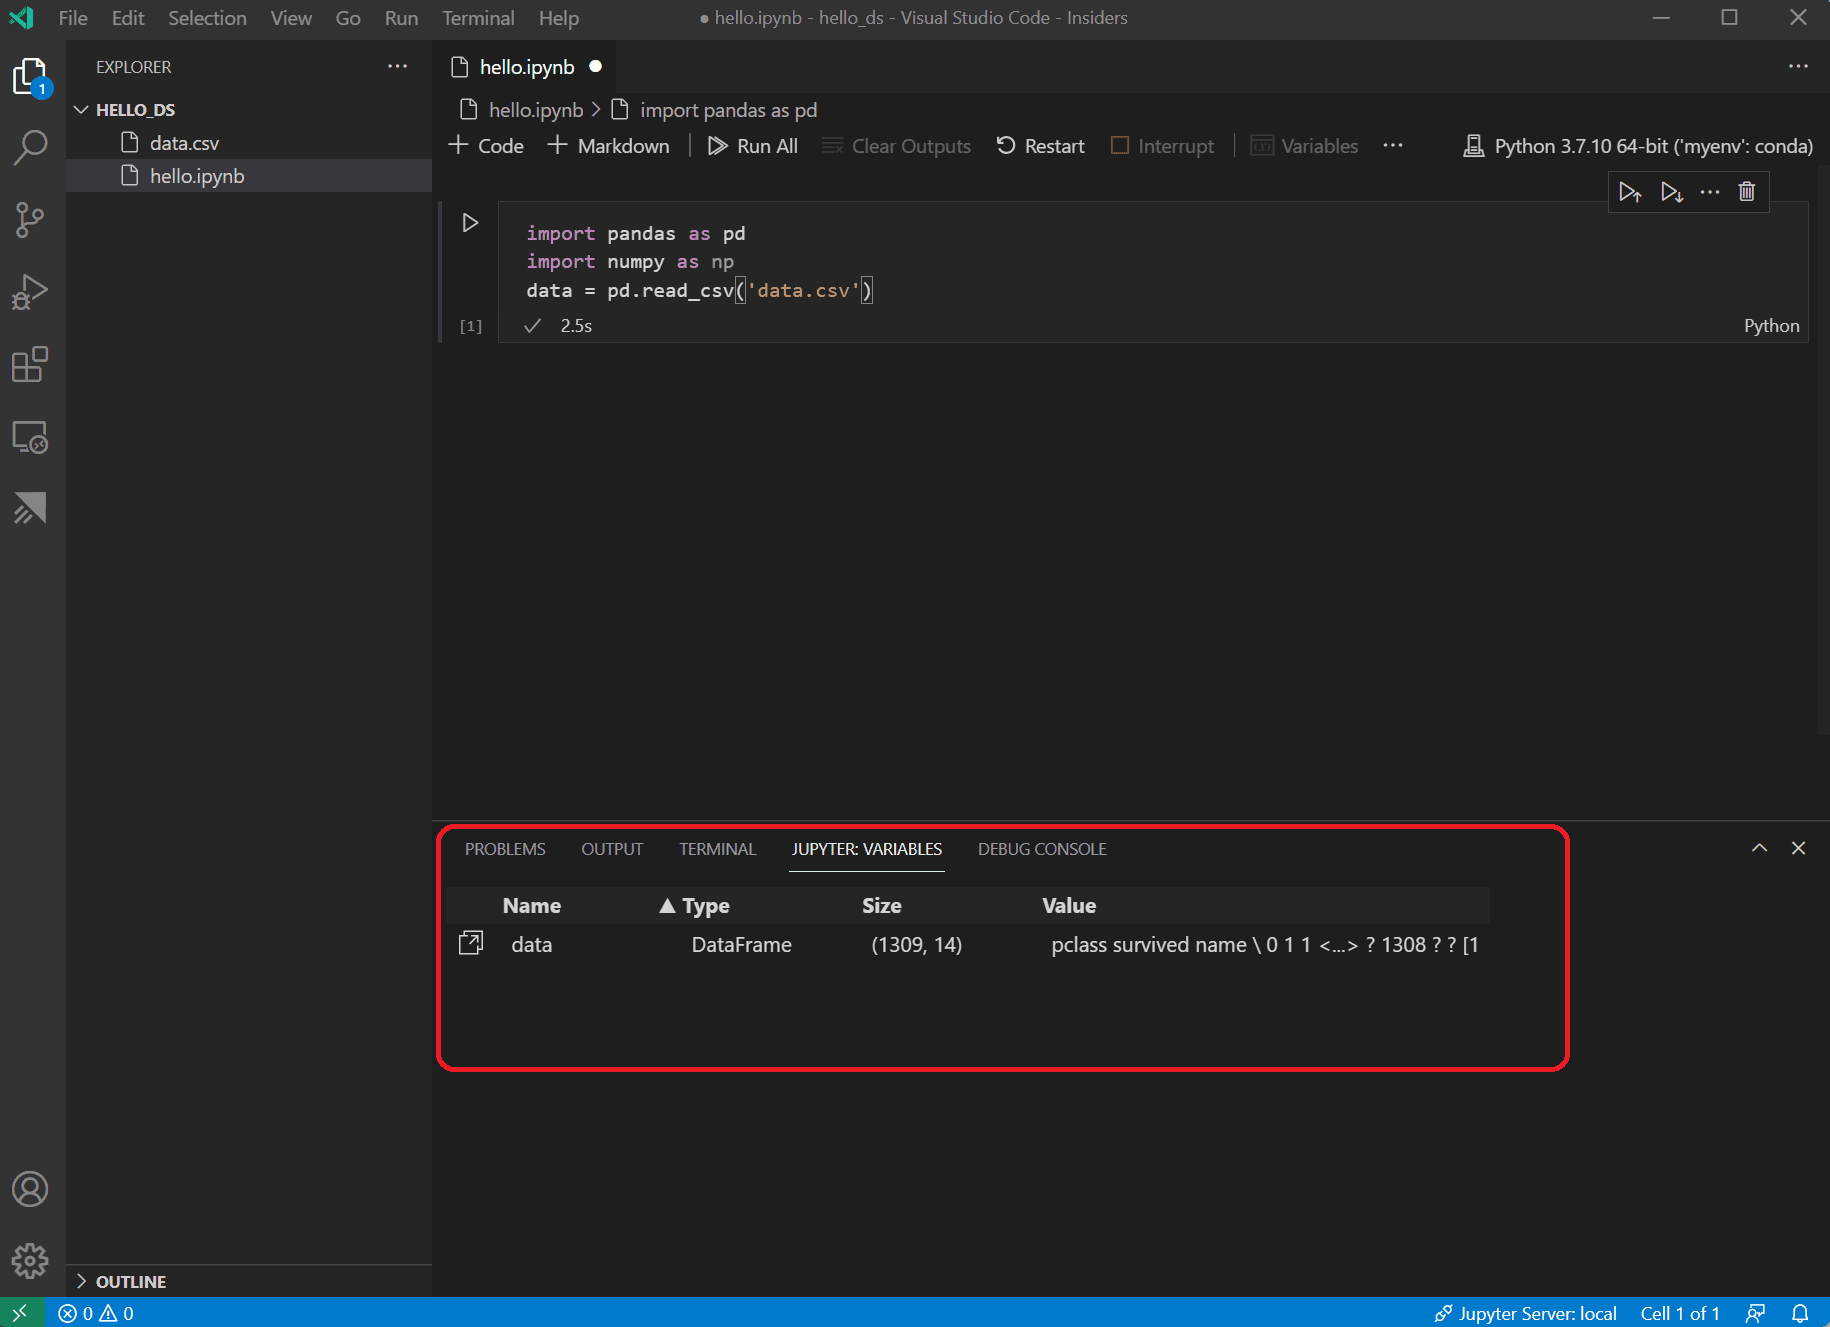 File Edit Selection View Go Run Terminal Help ● hello.ipynb - hello_ds - Visual Studio Code - Insiders
1
EXPLORER ···
HELLO_DS
data.csv
hello.ipynb
OUTLINE
hello.ipynb ● ···
hello.ipynb > import pandas as pd
+ Code + Markdown | Run All Clear Outputs Restart Interrupt | Variables ··· Python 3.7.10 64-bit ('myenv': conda)
import pandas as pd
import numpy as np
data = pd.read_csv('data.csv')
[1] ✓ 2.5s Python
PROBLEMS OUTPUT TERMINAL JUPYTER: VARIABLES DEBUG CONSOLE
Name ▲ Type Size Value
data DataFrame (1309, 14) pclass survived name \ 0 1 1 <...> ? 1308 ? ? [1
0 0 Jupyter Server: local Cell 1 of 1